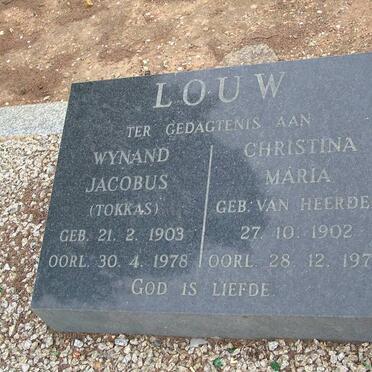 LOUW
TER GEDAGTENIS AAN
WYNAND
JACOBUS
(TOKKAS)
GEB. 21. 2. 1903
OORL. 30. 4. 1978
CHRISTINA
MARIA
GEB. VAN HEERDE
27. 10. 1902
OORL. 28. 12. 197
GOD IS LIEFDE.